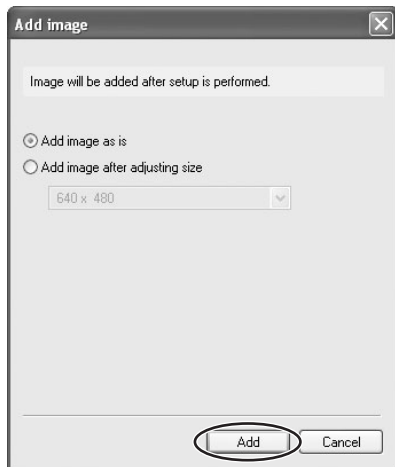 Add image
Image will be added after setup is performed.
Add image as is
Add image after adjusting size
640 x 480
Add
Cancel